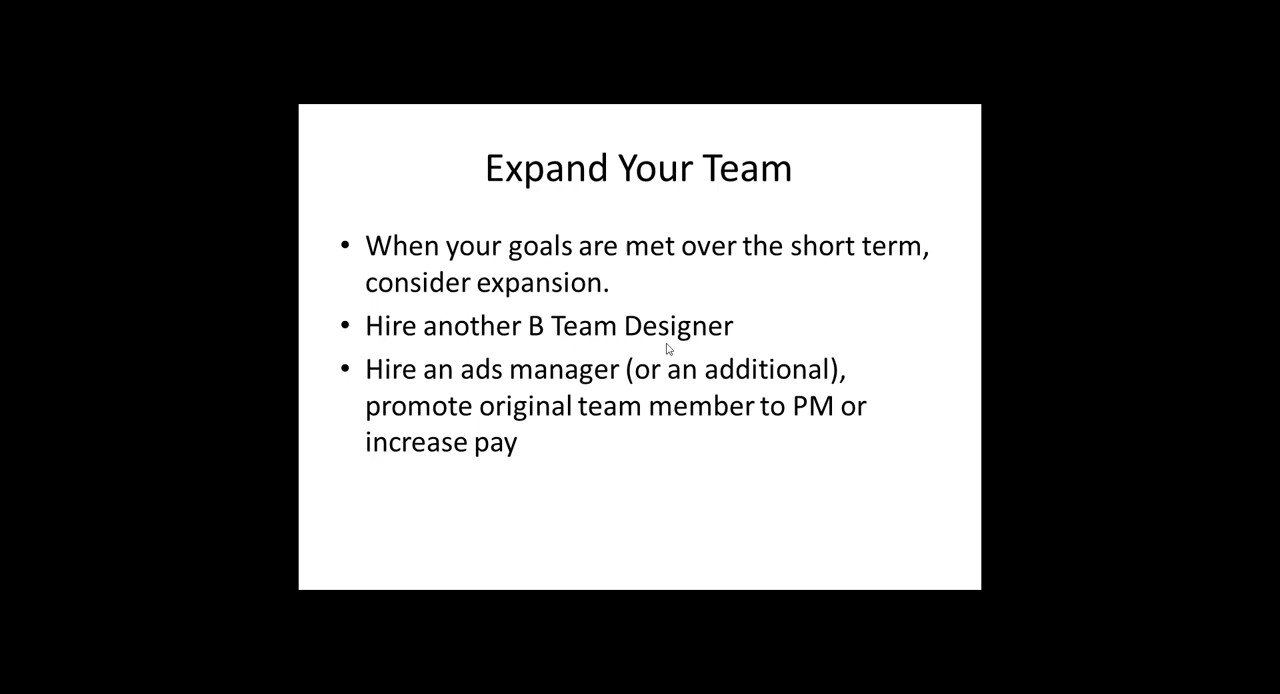 Expand Your Team
• When your goals are met over the short term,
consider expansion.
• Hire another B Team Designer
• Hire an ads manager (or an additional),
promote original team member to PM or
increase pay